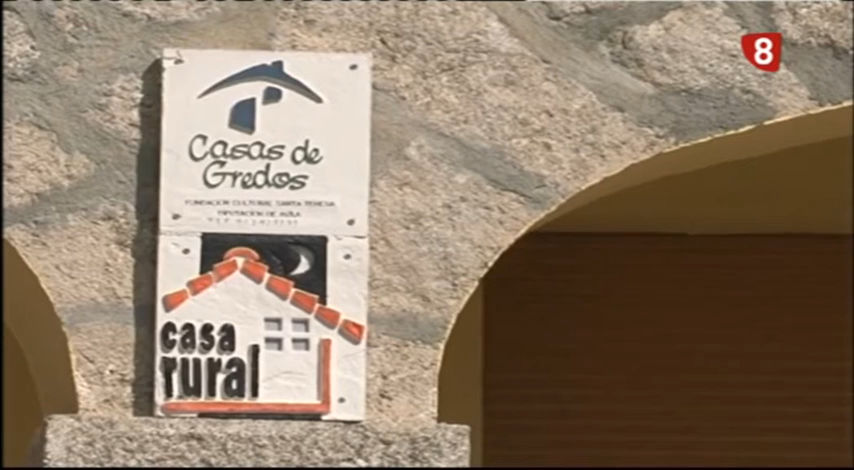 8
Casas de
Gredos
FUNDACION CULTURAL SANTA TERESA
DIPUTACION DE AVILA
casa
rural